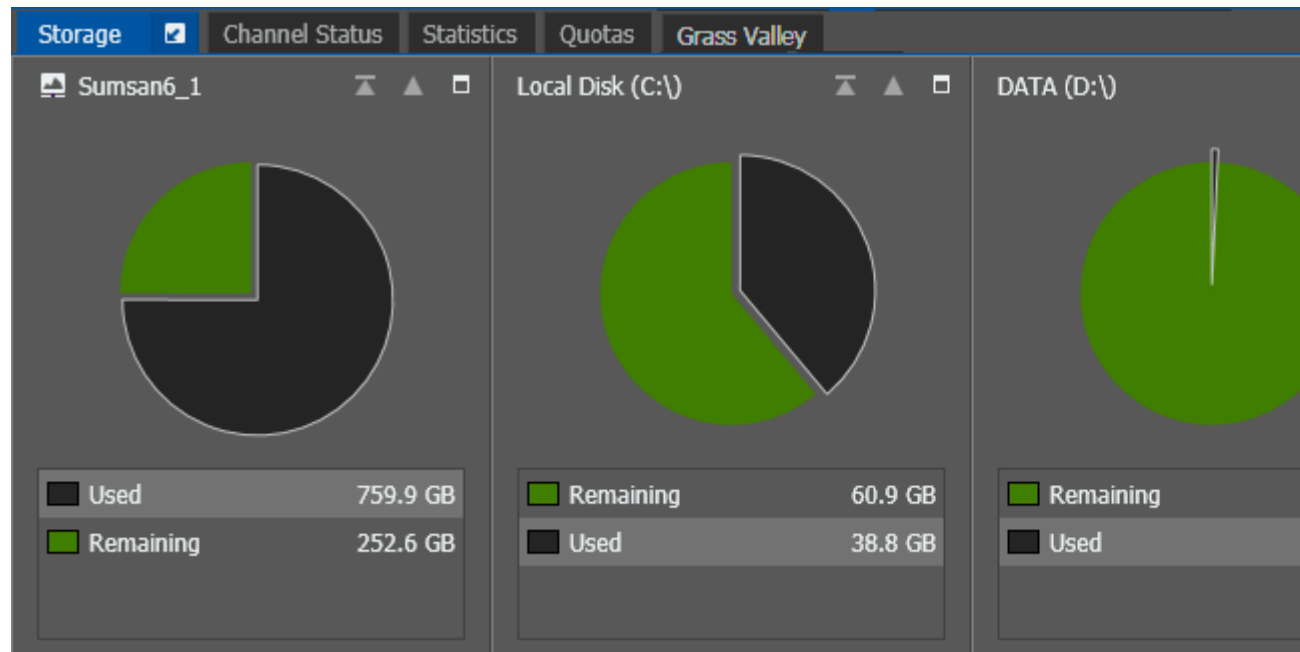 Storage Channel Status Statistics Quotas Grass Valley
Sumsan6_1
Used 759.9 GB
Remaining 252.6 GB
Local Disk (C:\)
Remaining 60.9 GB
Used 38.8 GB
DATA (D:\)
Remaining
Used